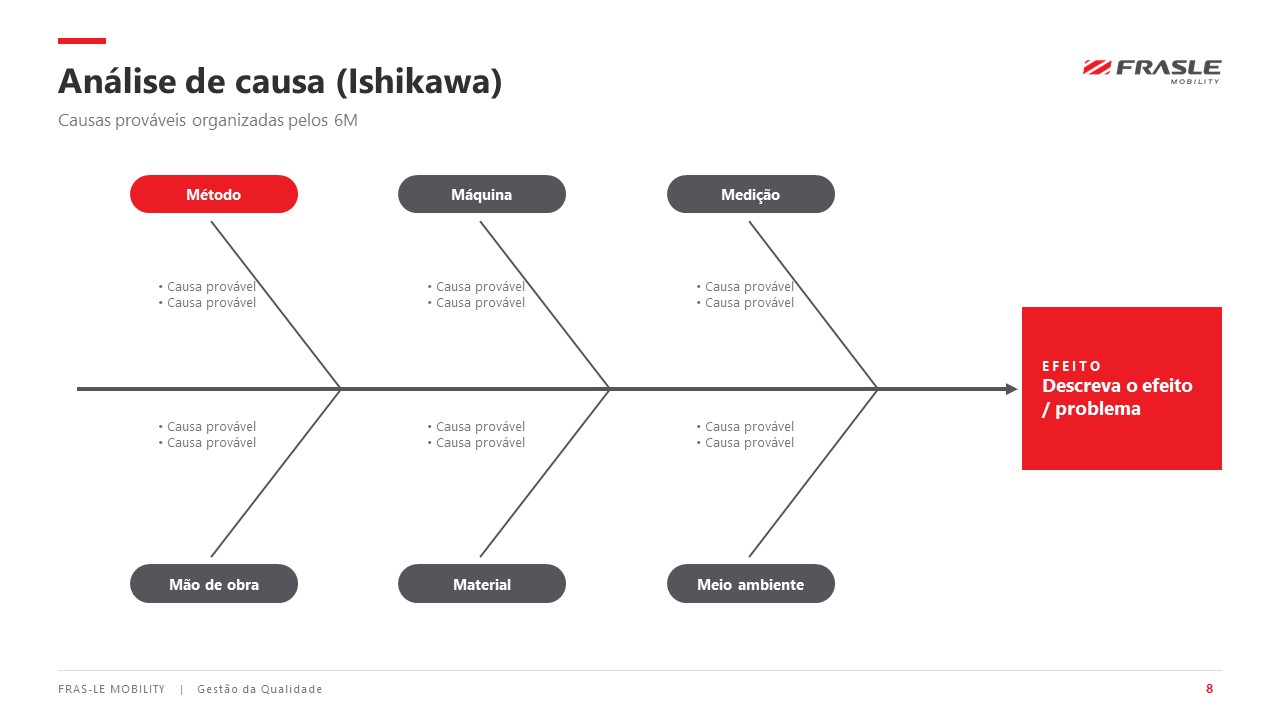 Análise de causa (Ishikawa)
FRASLE
MOBILITY
Causas prováveis organizadas pelos 6M
Método
Máquina
Medição
• Causa provável
• Causa provável
• Causa provável
• Causa provável
• Causa provável
• Causa provável
EFEITO
Descreva o efeito
/ problema
• Causa provável
• Causa provável
• Causa provável
• Causa provável
• Causa provável
• Causa provável
Mão de obra
Material
Meio ambiente
FRAS-LE MOBILITY | Gestão da Qualidade
8